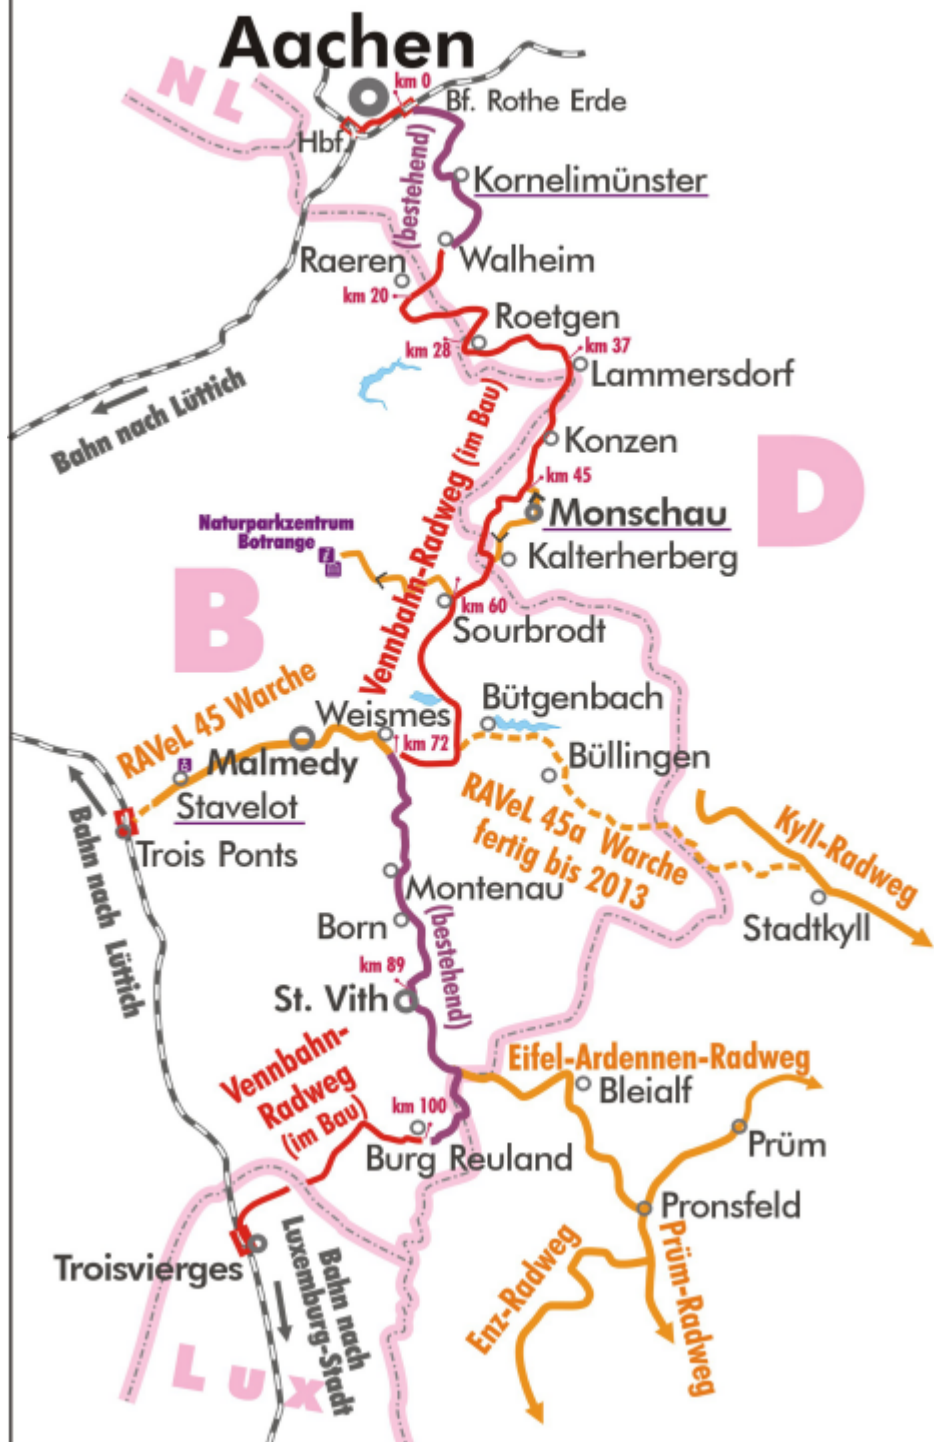 Aachen
NL
km 0
Bf. Rothe Erde
Hbf.
(bestehend)
Kornelimünster
Raeren
Walheim
km 20
Roetgen
km 28
km 37
Lammersdorf
Bahn nach Lüttich
Vennbahn-Radweg (im Bau)
Konzen
km 45
D
Monschau
Naturparkzentrum
Botrange
i
Kalterherberg
B
km 60
Sourbrodt
RAVeL 45 Warche
Weismes
Bütgenbach
km 72
Malmedy
Büllingen
Stavelot
RAVeL 45a Warche
fertig bis 2013
Kyll-Radweg
Trois Ponts
Bahn nach Lüttich
Montenau
Born
(bestehend)
Stadtkyll
km 89
St. Vith
Vennbahn-
Radweg
(im Bau)
Eifel-Ardennen-Radweg
Bleialf
km 100
Burg Reuland
Prüm
Pronsfeld
Troisvierges
Bahn nach
Luxemburg-Stadt
Enz-Radweg
Prüm-Radweg
Lux